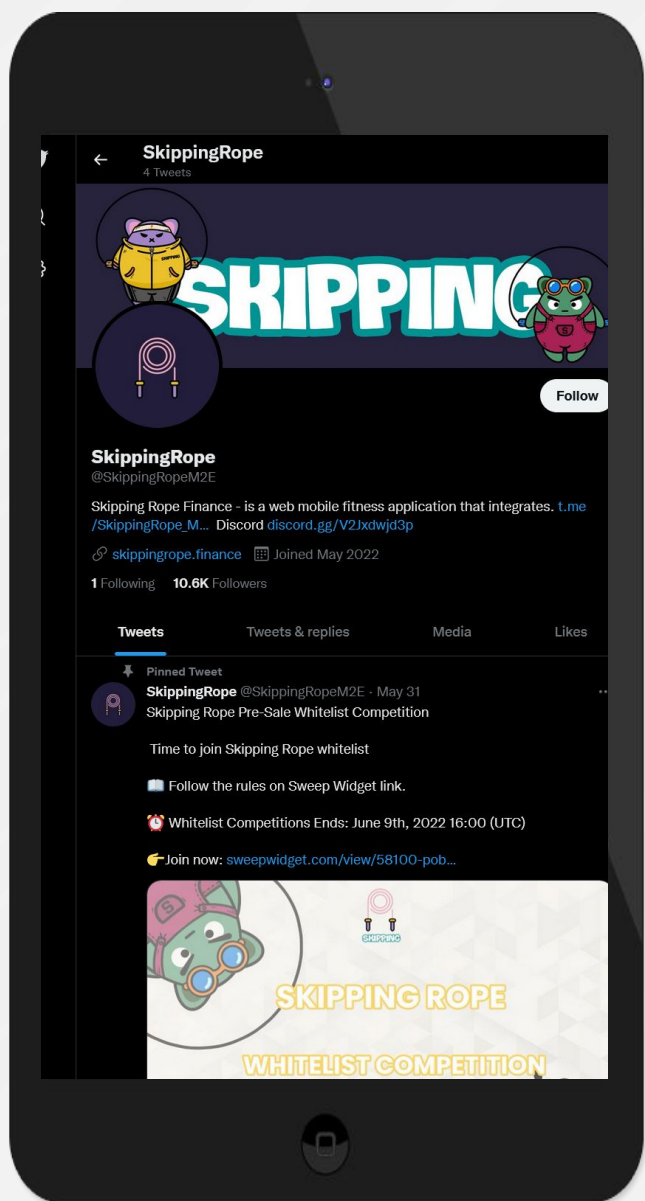 SkippingRope
4 Tweets
SHIPPING
SKIPPING
S
Follow
SkippingRope
@SkippingRopeM2E
Skipping Rope Finance - is a web mobile fitness application that integrates. t.me
/SkippingRope_M... Discord discord.gg/V2Jxdwjd3p
skippingrope.finance Joined May 2022
1 Following 10.6K Followers
Tweets Tweets & replies Media Likes
Pinned Tweet
SkippingRope @SkippingRopeM2E · May 31
Skipping Rope Pre-Sale Whitelist Competition
Time to join Skipping Rope whitelist
📖 Follow the rules on Sweep Widget link.
⏰ Whitelist Competitions Ends: June 9th, 2022 16:00 (UTC)
👉Join now: sweepwidget.com/view/58100-pob...
S
SKIPPING
SKIPPING ROPE
WHITELIST COMPETITION